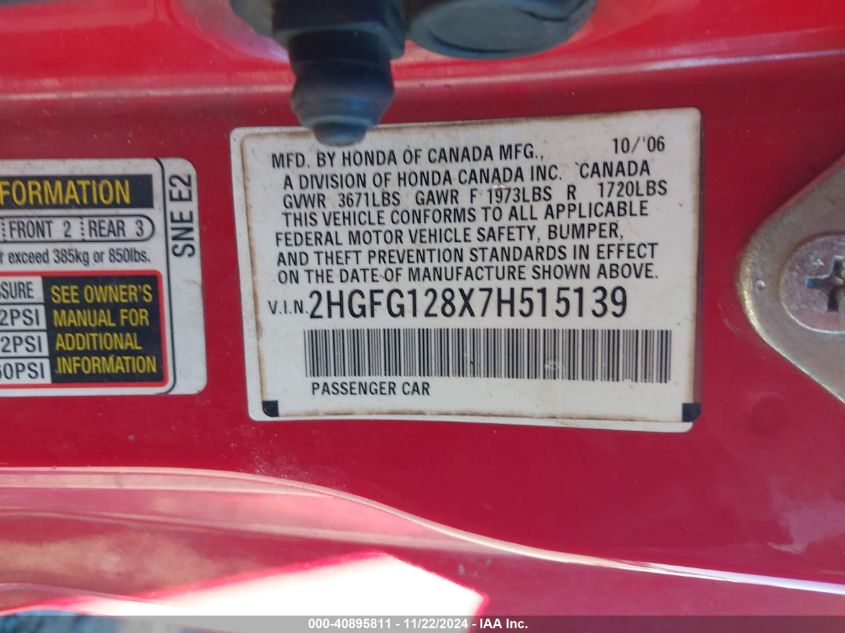 MFD. BY HONDA OF CANADA MFG., 10/'06
A DIVISION OF HONDA CANADA INC. CANADA
GVWR 3671LBS GAWR F 1973LBS R 1720LBS
THIS VEHICLE CONFORMS TO ALL APPLICABLE
FEDERAL MOTOR VEHICLE SAFETY, BUMPER,
AND THEFT PREVENTION STANDARDS IN EFFECT
ON THE DATE OF MANUFACTURE SHOWN ABOVE.
V.I.N. 2HGFG128X7H515139
PASSENGER CAR
FORMATION
FRONT 2 REAR 3
exceed 385kg or 850lbs.
SNE E2
SEE OWNER'S
MANUAL FOR
ADDITIONAL
INFORMATION
2PSI
2PSI
60PSI
000-40895811 - 11/22/2024 - IAA Inc.